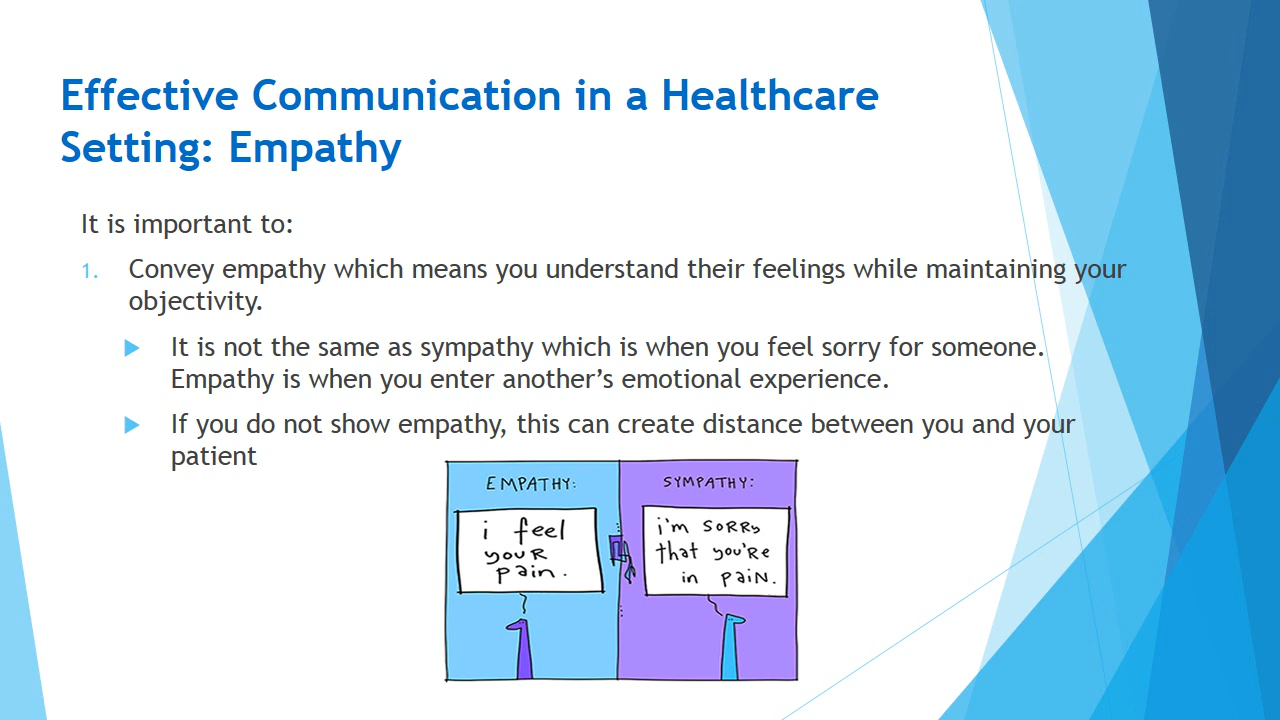 Effective Communication in a Healthcare
Setting: Empathy
It is important to:
1. Convey empathy which means you understand their feelings while maintaining your
objectivity.
It is not the same as sympathy which is when you feel sorry for someone.
Empathy is when you enter another’s emotional experience.
If you do not show empathy, this can create distance between you and your
patient
EMPATHY:
i feel
youR
pain.
SYMPATHY:
i'm SORRy
that you'Re
in PaiN.